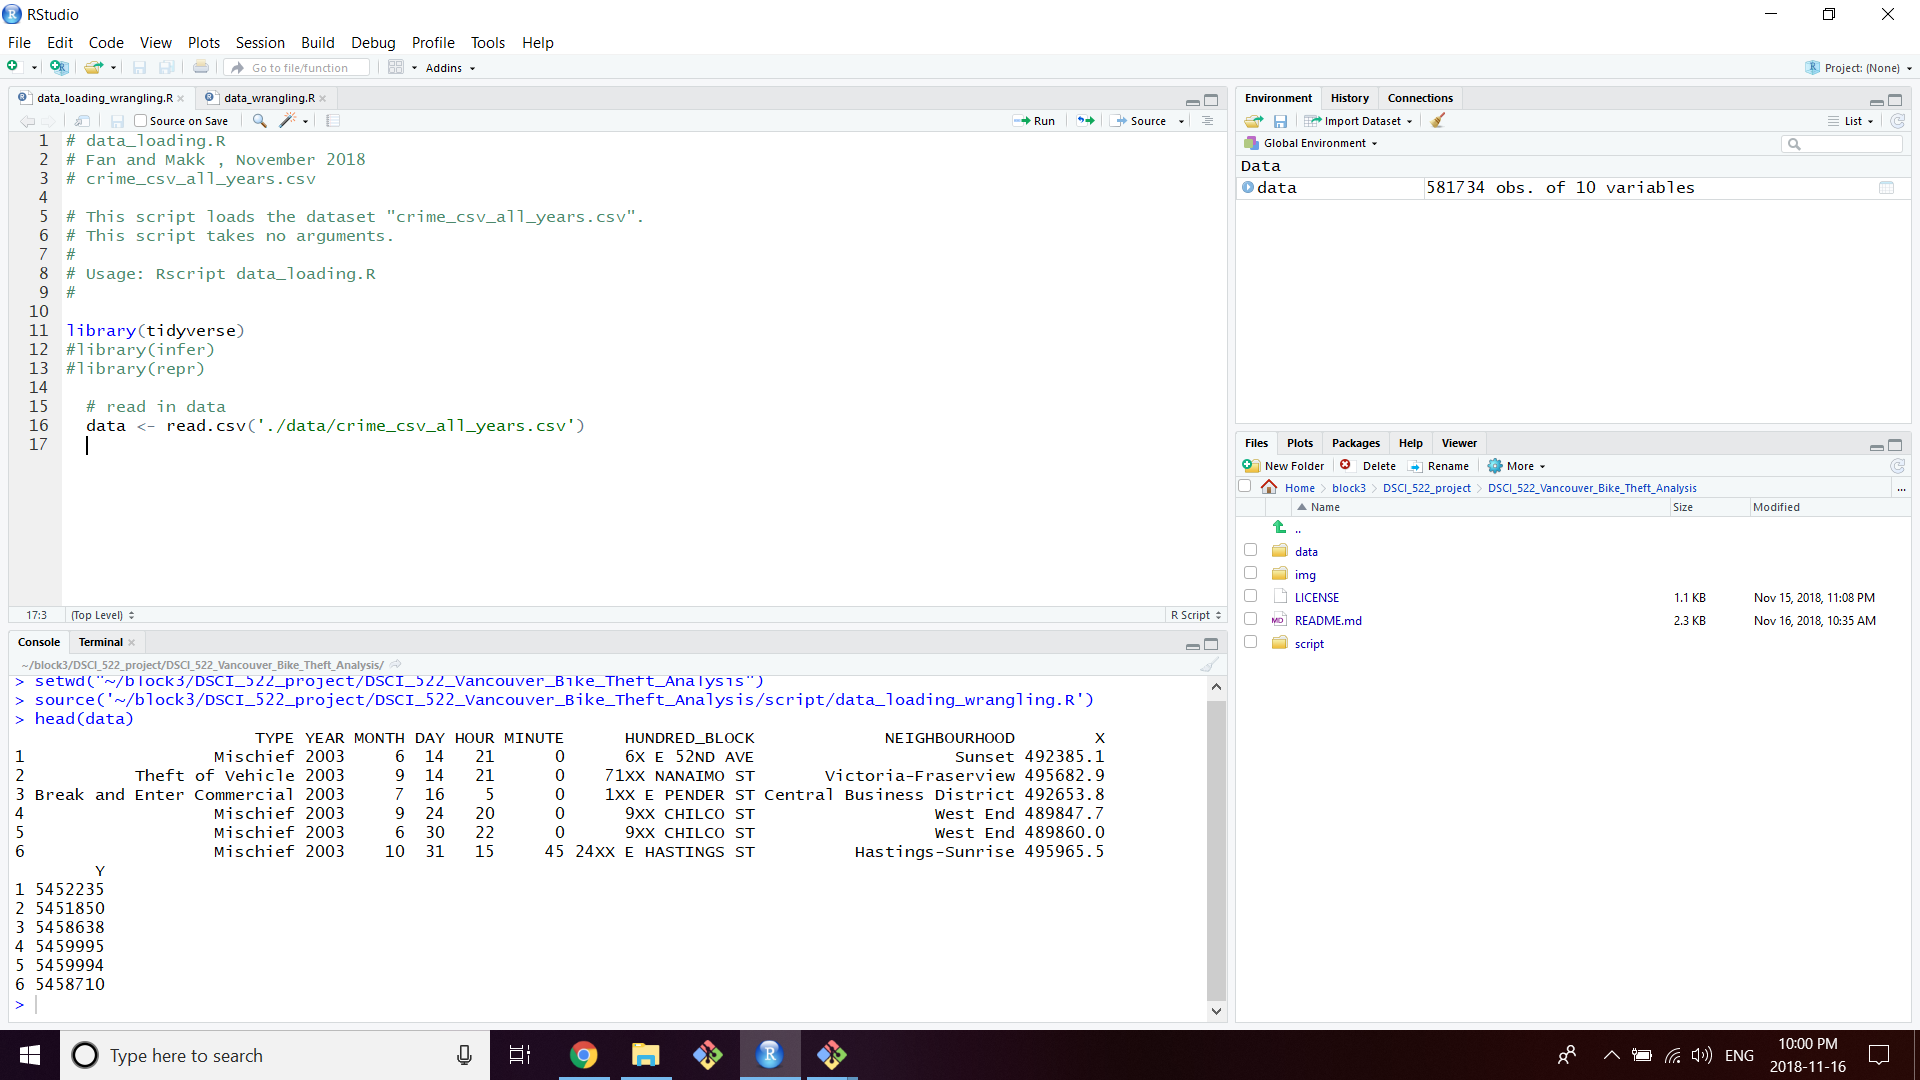 RStudio
File Edit Code View Plots Session Build Debug Profile Tools Help
Go to file/function Addins Project: (None)
data_loading_wrangling.R data_wrangling.R
Source on Save Run Source
1 # data_loading.R
2 # Fan and Makk , November 2018
3 # crime_csv_all_years.csv
4
5 # This script loads the dataset "crime_csv_all_years.csv".
6 # This script takes no arguments.
7 #
8 # Usage: Rscript data_loading.R
9 #
10
11 library(tidyverse)
12 #library(infer)
13 #library(repr)
14
15 # read in data
16 data <- read.csv('./data/crime_csv_all_years.csv')
17
17:3 (Top Level) R Script
Console Terminal
~/block3/DSCI_522_project/DSCI_522_Vancouver_Bike_Theft_Analysis/
> setwd("~/block3/DSCI_522_project/DSCI_522_Vancouver_Bike_Theft_Analysis")
> source('~/block3/DSCI_522_project/DSCI_522_Vancouver_Bike_Theft_Analysis/script/data_loading_wrangling.R')
> head(data)
TYPE YEAR MONTH DAY HOUR MINUTE HUNDRED_BLOCK NEIGHBOURHOOD X
1 Mischief 2003 6 14 21 0 6X E 52ND AVE Sunset 492385.1
2 Theft of Vehicle 2003 9 14 21 0 71XX NANAIMO ST Victoria-Fraserview 495682.9
3 Break and Enter Commercial 2003 7 16 5 0 1XX E PENDER ST Central Business District 492653.8
4 Mischief 2003 9 24 20 0 9XX CHILCO ST West End 489847.7
5 Mischief 2003 6 30 22 0 9XX CHILCO ST West End 489860.0
6 Mischief 2003 10 31 15 45 24XX E HASTINGS ST Hastings-Sunrise 495965.5
Y
1 5452235
2 5451850
3 5458638
4 5459995
5 5459994
6 5458710
>
Environment History Connections
Import Dataset List
Global Environment
Data
data 581734 obs. of 10 variables
Files Plots Packages Help Viewer
New Folder Delete Rename More
Home block3 DSCI_522_project DSCI_522_Vancouver_Bike_Theft_Analysis ...
Name Size Modified
..
data
img
LICENSE 1.1 KB Nov 15, 2018, 11:08 PM
README.md 2.3 KB Nov 16, 2018, 10:35 AM
script
Type here to search
ENG
10:00 PM
2018-11-16